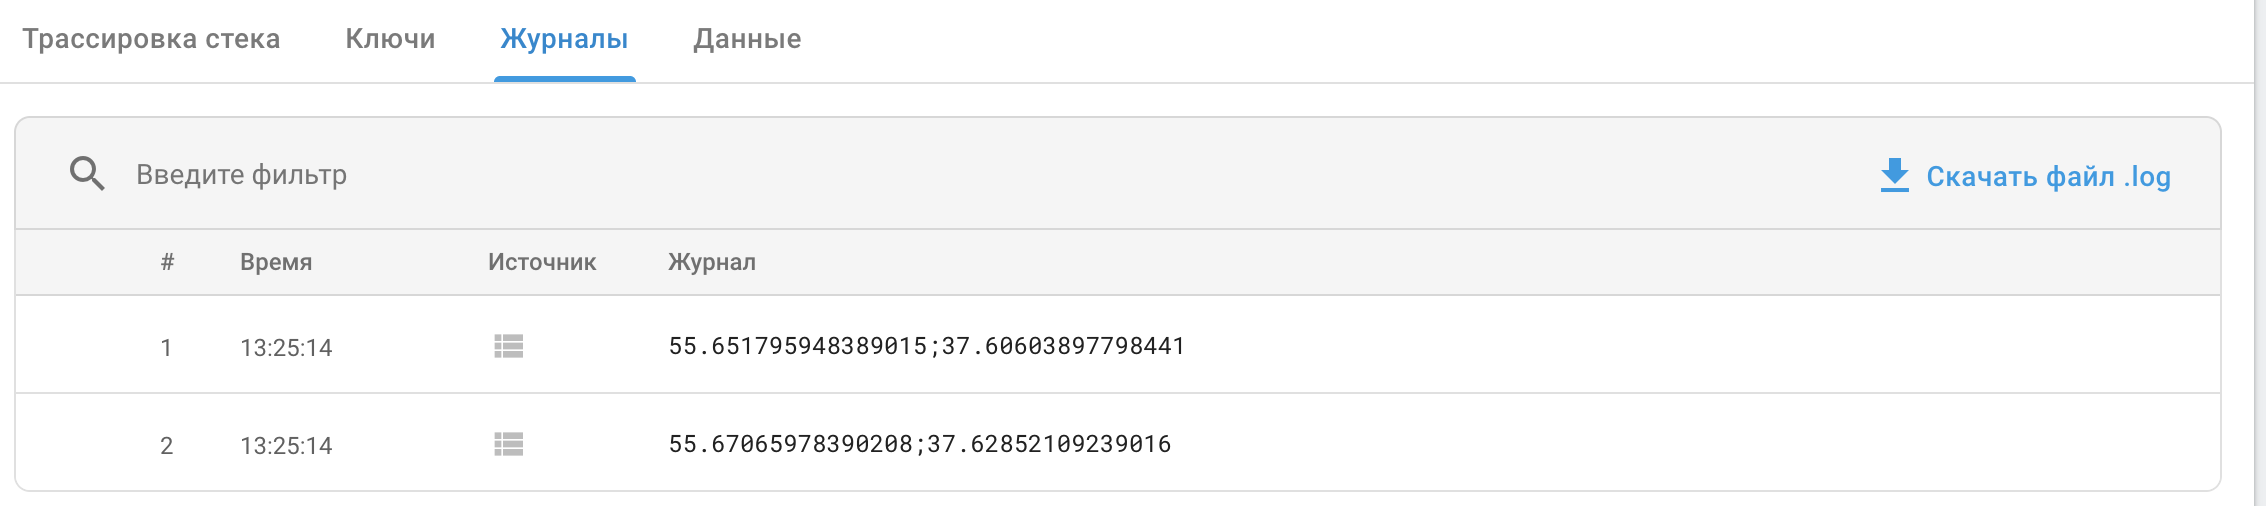 Трассировка стека Ключи Журналы Данные
Введите фильтр Скачать файл .log
# Время Источник Журнал
1 13:25:14 55.651795948389015;37.60603897798441
2 13:25:14 55.67065978390208;37.62852109239016